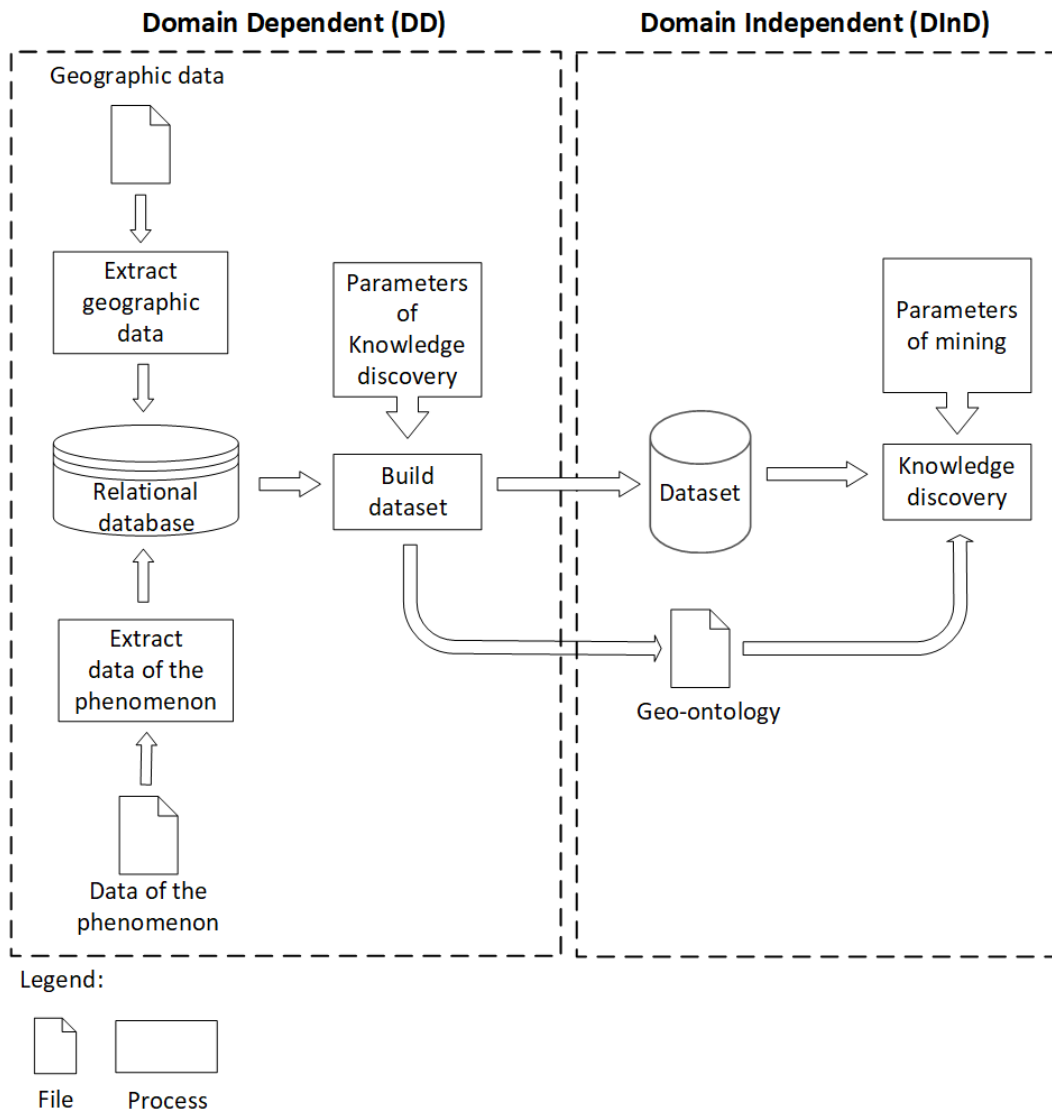 Domain Dependent (DD)
Domain Independent (DInD)
Geographic data
Extract
geographic
data
Parameters
of
Knowledge
discovery
Parameters
of mining
Relational
database
Build
dataset
Dataset
Knowledge
discovery
Extract
data of the
phenomenon
Geo-ontology
Data of the
phenomenon
Legend:
File
Process